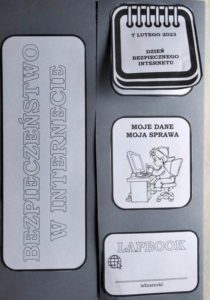 BEZPIECZEŃSTWO
W INTERNECIE
7 LUTEGO 2023
DZIEŃ
BEZPIECZNEGO
INTERNETU
MOJE DANE
MOJA SPRAWA
LAPBOOK
własność